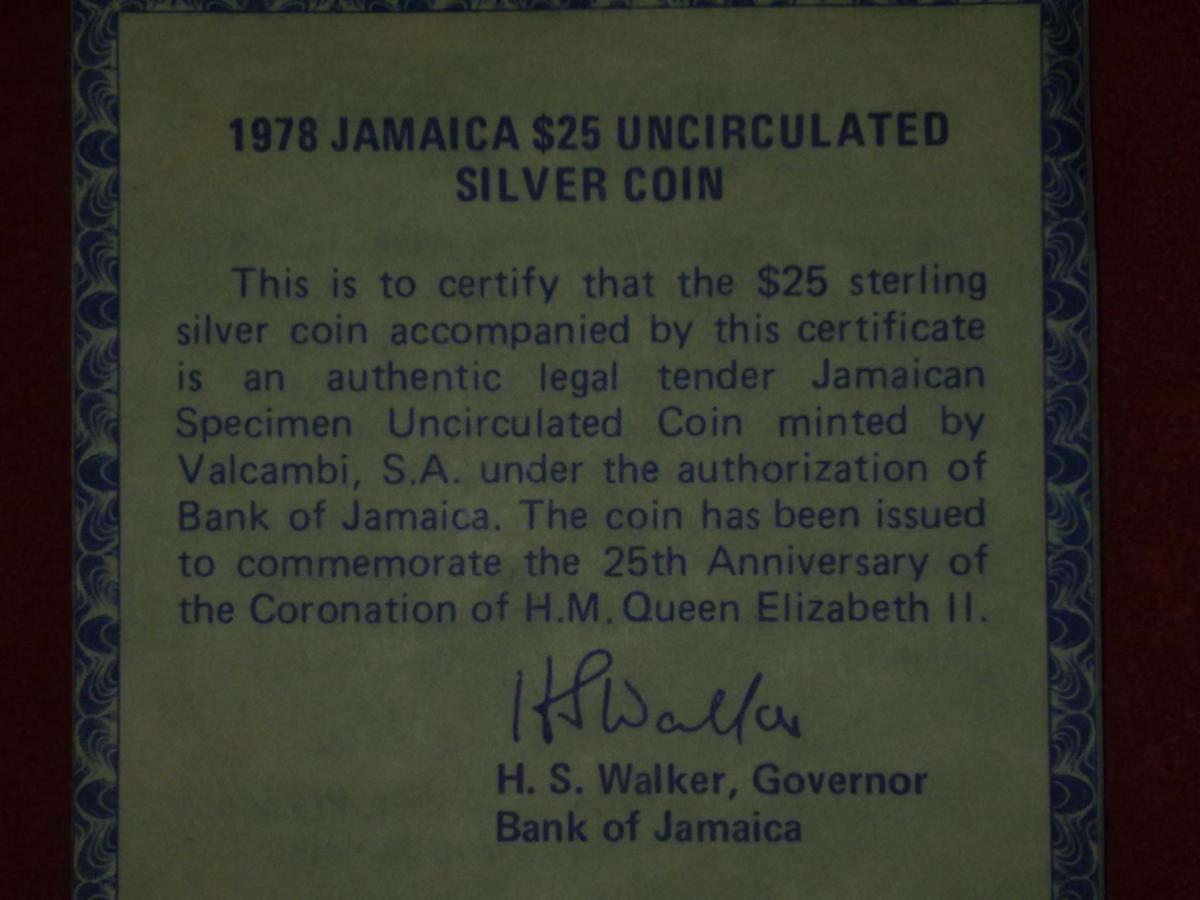 1978 JAMAICA $25 UNCIRCULATED
SILVER COIN
This is to certify that the $25 sterling
silver coin accompanied by this certificate
is an authentic legal tender Jamaican
Specimen Uncirculated Coin minted by
Valcambi, S.A. under the authorization of
Bank of Jamaica. The coin has been issued
to commemorate the 25th Anniversary of
the Coronation of H.M. Queen Elizabeth II.
HSWalker
H. S. Walker, Governor
Bank of Jamaica